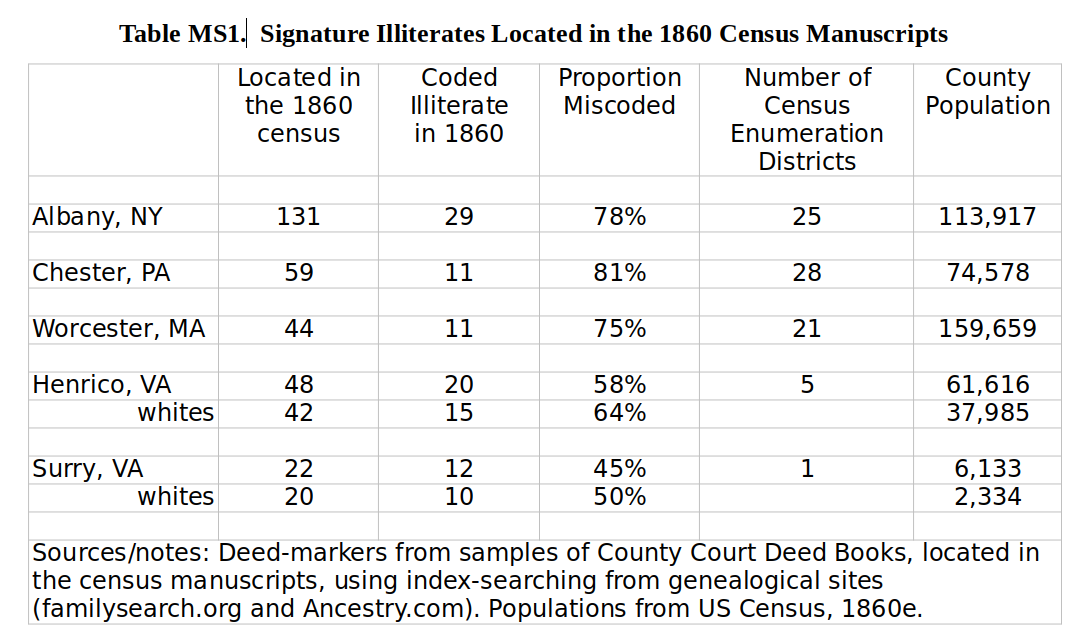 Table MS1. Signature Illiterates Located in the 1860 Census Manuscripts
Located in the 1860 census Coded Illiterate in 1860 Proportion Miscoded Number of Census Enumeration Districts County Population
Albany, NY 131 29 78% 25 113,917
Chester, PA 59 11 81% 28 74,578
Worcester, MA 44 11 75% 21 159,659
Henrico, VA 48 20 58% 5 61,616
whites 42 15 64% 37,985
Surry, VA 22 12 45% 1 6,133
whites 20 10 50% 2,334
Sources/notes: Deed-markers from samples of County Court Deed Books, located in
the census manuscripts, using index-searching from genealogical sites
(familysearch.org and Ancestry.com). Populations from US Census, 1860e.